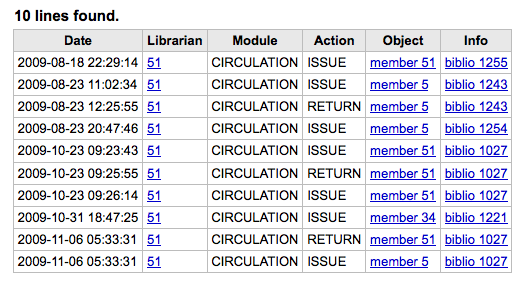 10 lines found.
Date Librarian Module Action Object Info
2009-08-18 22:29:14 51 CIRCULATION ISSUE member 51 biblio 1255
2009-08-23 11:02:34 51 CIRCULATION ISSUE member 5 biblio 1243
2009-08-23 12:25:55 51 CIRCULATION RETURN member 5 biblio 1243
2009-08-23 20:47:46 51 CIRCULATION ISSUE member 5 biblio 1254
2009-10-23 09:23:43 51 CIRCULATION ISSUE member 51 biblio 1027
2009-10-23 09:25:55 51 CIRCULATION RETURN member 51 biblio 1027
2009-10-23 09:26:14 51 CIRCULATION ISSUE member 51 biblio 1027
2009-10-31 18:47:25 51 CIRCULATION ISSUE member 34 biblio 1221
2009-11-06 05:33:31 51 CIRCULATION RETURN member 51 biblio 1027
2009-11-06 05:33:31 51 CIRCULATION ISSUE member 5 biblio 1027